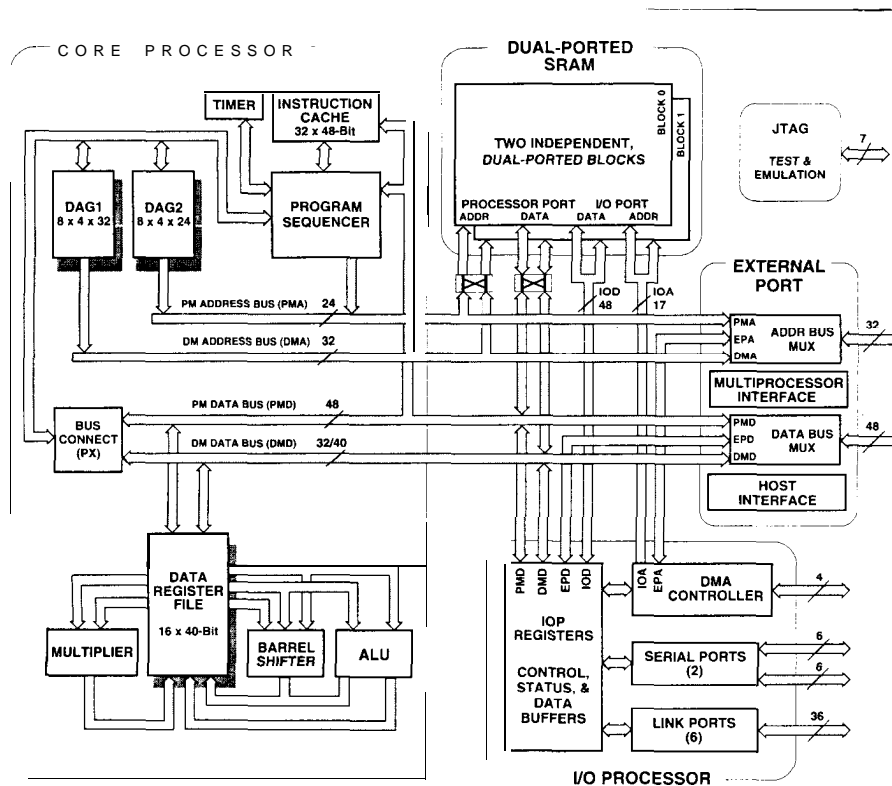 CORE PROCESSOR
DUAL-PORTED
SRAM
TIMER
INSTRUCTION
CACHE
32 x 48-Bit
BLOCK 0
BLOCK 1
TWO INDEPENDENT,
DUAL-PORTED BLOCKS
JTAG
TEST &
EMULATION
7
DAG1
8 x 4 x 32
DAG2
8 x 4 x 24
PROGRAM
SEQUENCER
PROCESSOR PORT
I/O PORT
ADDR
DATA
DATA
ADDR
EXTERNAL
PORT
IOD
48
IOA
17
PM ADDRESS BUS (PMA)
24
DM ADDRESS BUS (DMA)
32
PMA
EPA
DMA
ADDR BUS
MUX
32
MULTIPROCESSOR
INTERFACE
BUS
CONNECT
(PX)
PM DATA BUS (PMD)
48
DM DATA BUS (DMD)
32/40
PMD
EPD
DMD
DATA BUS
MUX
48
HOST
INTERFACE
DATA
REGISTER
FILE
16 x 40-Bit
MULTIPLIER
BARREL
SHIFTER
ALU
PMD
DMD
EPD
IOD
IOA
EPA
IOP
REGISTERS
CONTROL,
STATUS, &
DATA
BUFFERS
DMA
CONTROLLER
4
SERIAL PORTS
(2)
6
6
LINK PORTS
(6)
36
I/O PROCESSOR